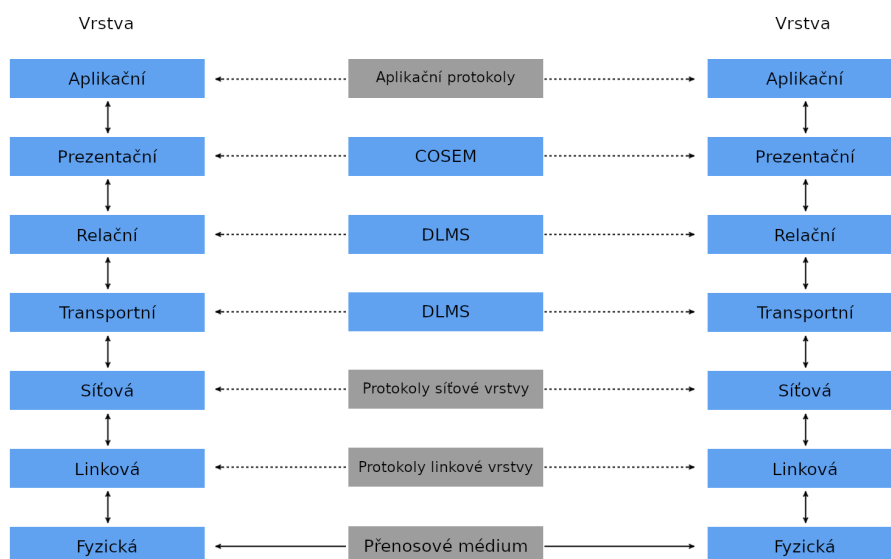 Vrstva Vrstva
Aplikační Aplikační protokoly Aplikační
Prezentační COSEM Prezentační
Relační DLMS Relační
Transportní DLMS Transportní
Síťová Protokoly síťové vrstvy Síťová
Linková Protokoly linkové vrstvy Linková
Fyzická Přenosové médium Fyzická